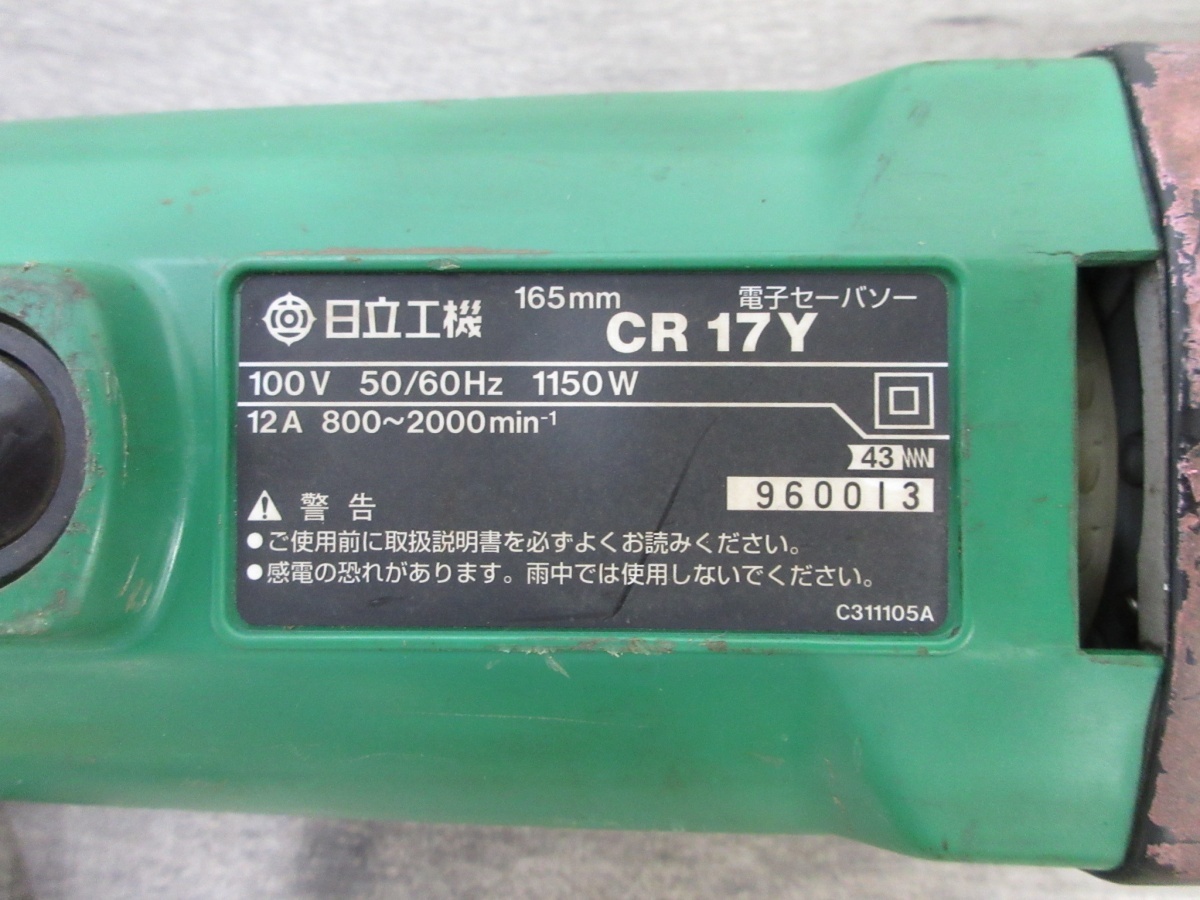 165mm 電子セーバソー
日立工機 CR 17Y
100V 50/60Hz 1150W
12A 800~2000min⁻¹
43
960013
警告
●ご使用前に取扱説明書を必ずよくお読みください。
●感電の恐れがあります。雨中では使用しないでください。
C311105A